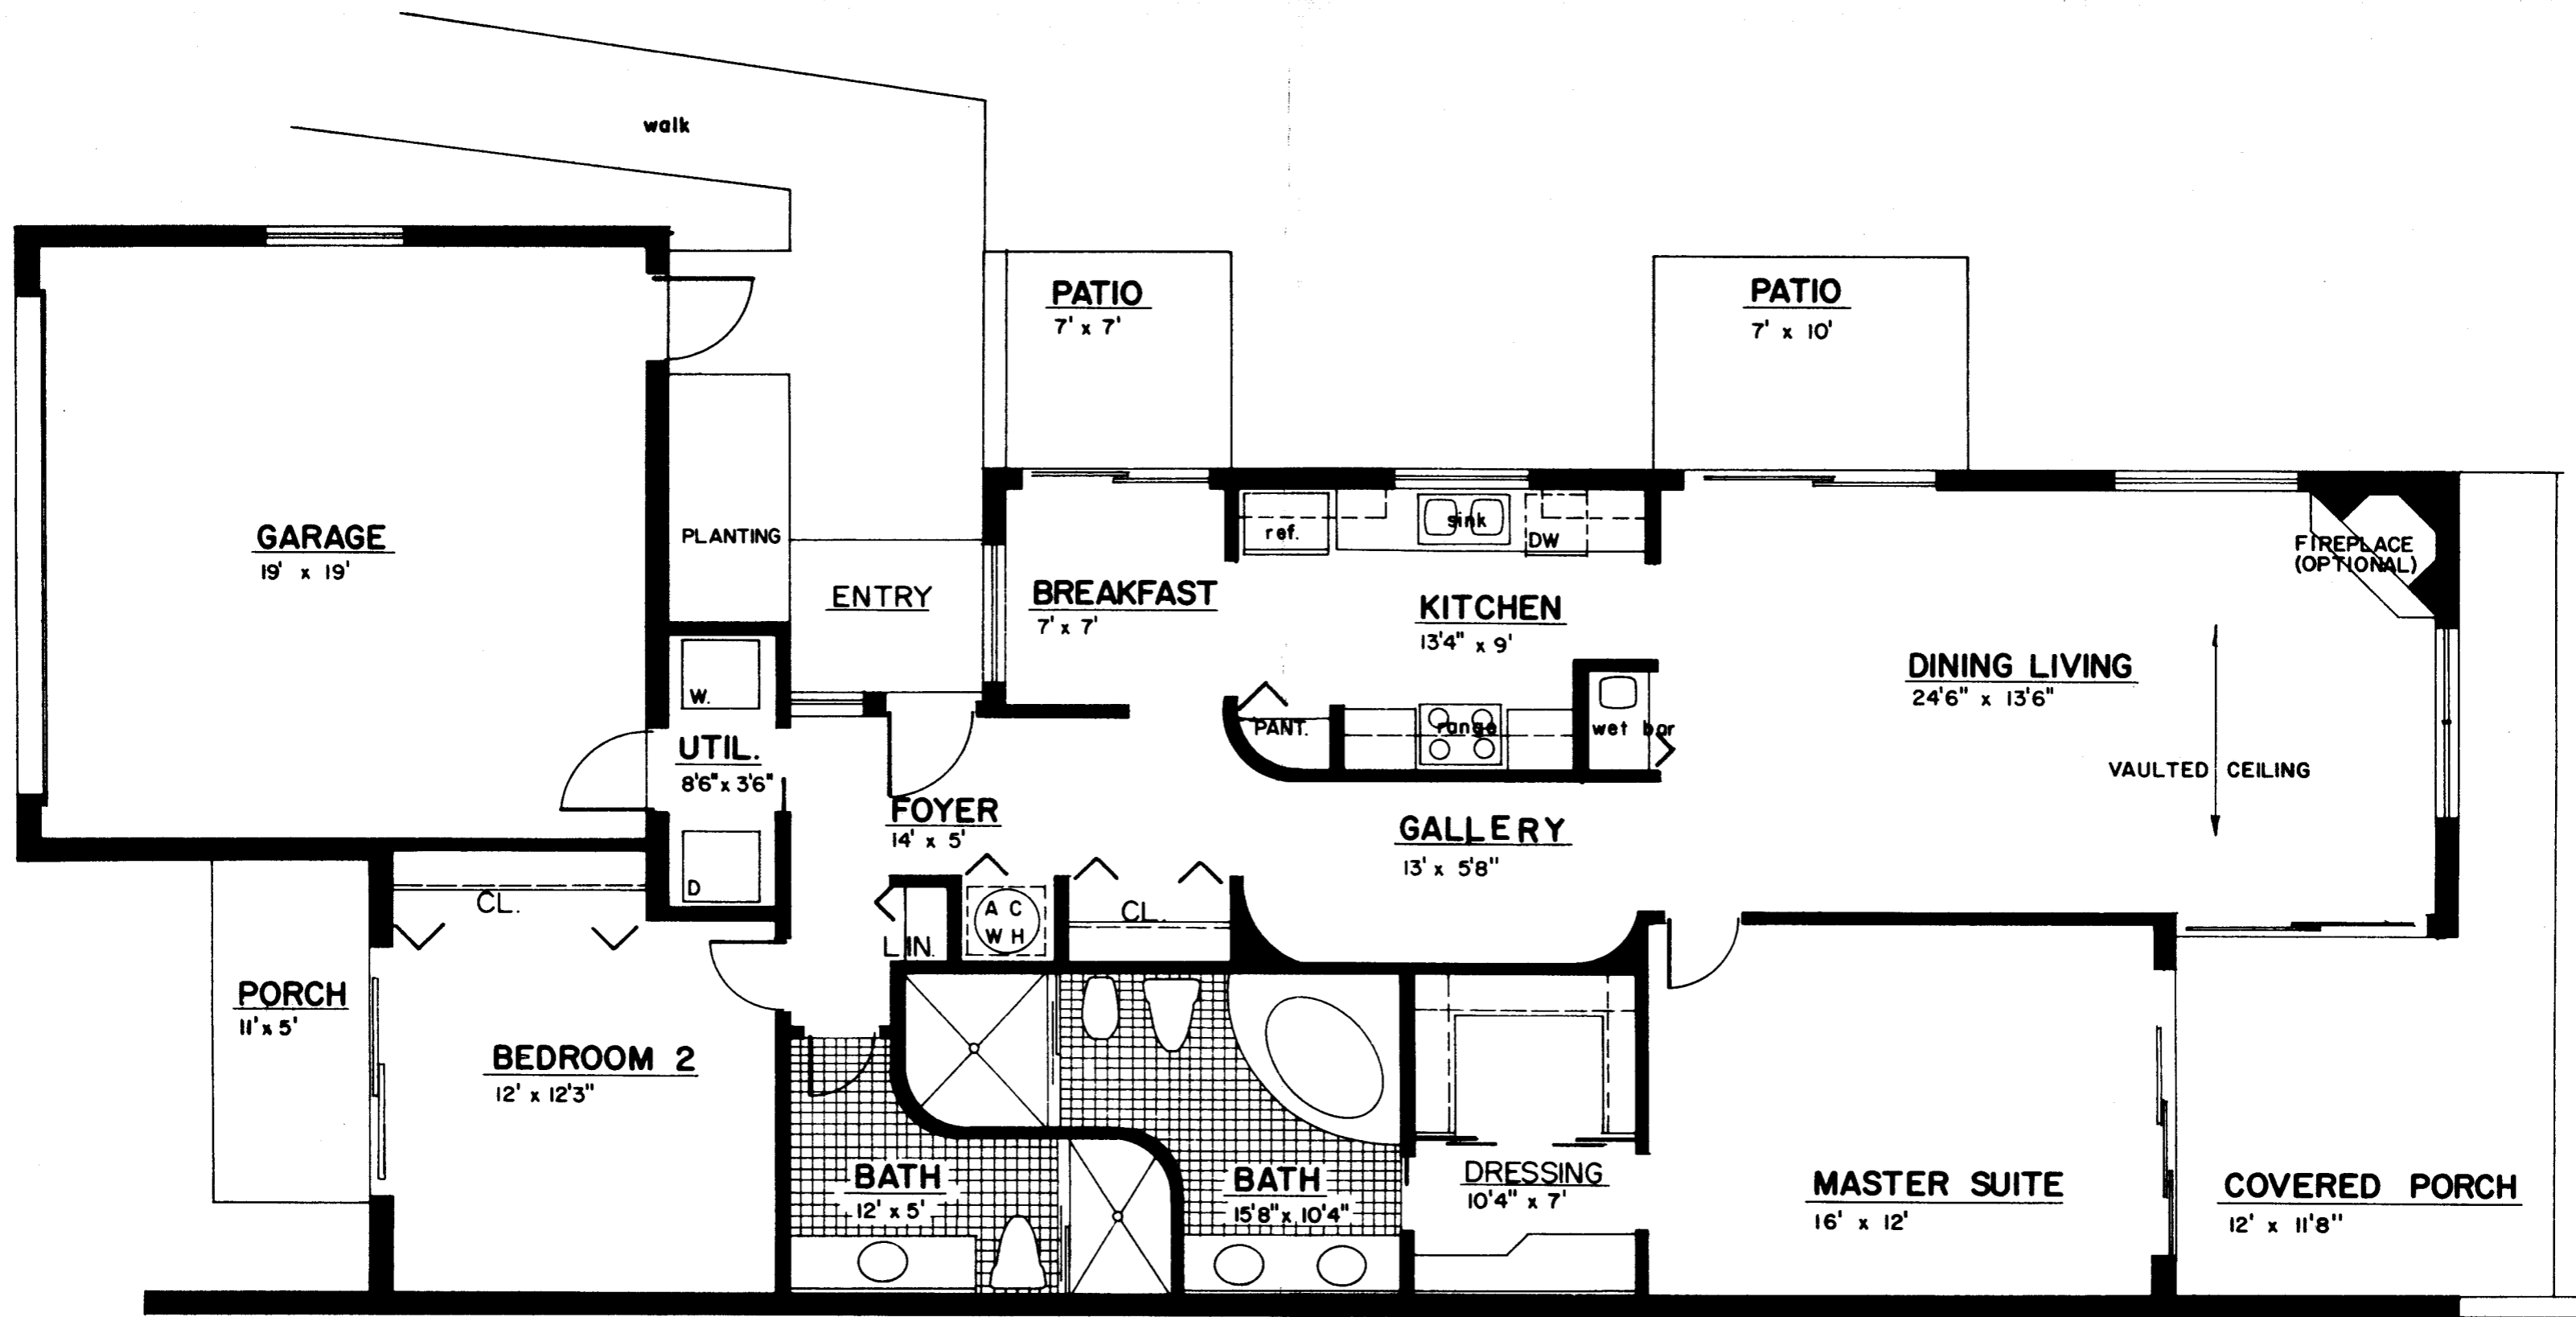 walk
PATIO
7' x 7'
PATIO
7' x 10'
GARAGE
19' x 19'
PLANTING
ENTRY
BREAKFAST
7' x 7'
ref.
sink
DW
KITCHEN
13'4" x 9'
FIREPLACE
(OPTIONAL)
DINING LIVING
24'6" x 13'6"
VAULTED CEILING
W.
UTIL.
8'6" x 3'6"
D
PANT.
range
wet bar
FOYER
14' x 5'
GALLERY
13' x 5'8"
CL.
LIN.
A C
W H
CL.
PORCH
11' x 5'
BEDROOM 2
12' x 12'3"
BATH
12' x 5'
BATH
15'8" x 10'4"
DRESSING
10'4" x 7'
MASTER SUITE
16' x 12'
COVERED PORCH
12' x 11'8"